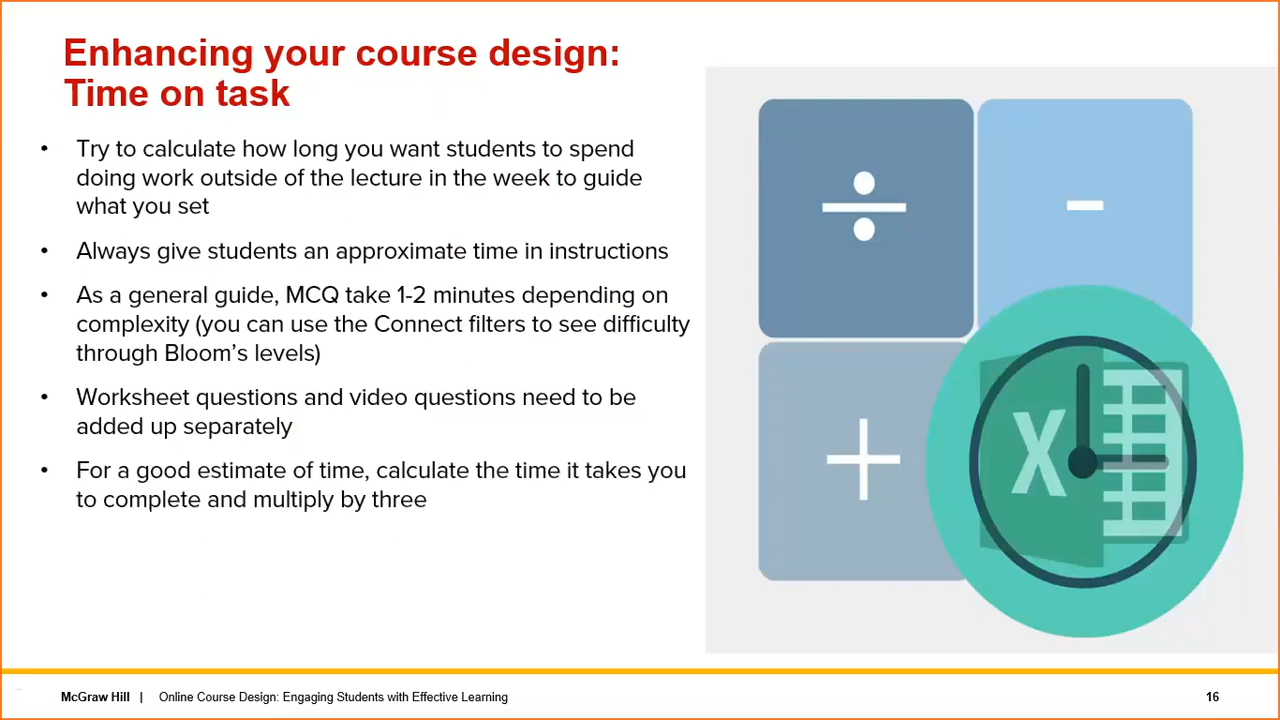 Enhancing your course design:
Time on task
• Try to calculate how long you want students to spend
doing work outside of the lecture in the week to guide
what you set
• Always give students an approximate time in instructions
• As a general guide, MCQ take 1-2 minutes depending on
complexity (you can use the Connect filters to see difficulty
through Bloom’s levels)
• Worksheet questions and video questions need to be
added up separately
• For a good estimate of time, calculate the time it takes you
to complete and multiply by three
÷ -
+ X
McGraw Hill | Online Course Design: Engaging Students with Effective Learning 16